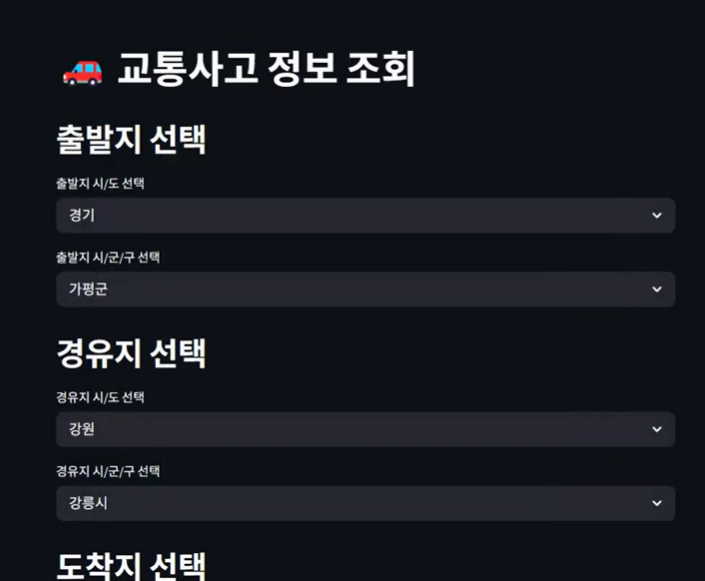 교통사고 정보 조회
출발지 선택
출발지 시/도 선택
경기
출발지 시/군/구 선택
가평군
경유지 선택
경유지 시/도 선택
강원
경유지 시/군/구 선택
강릉시
도착지 선택